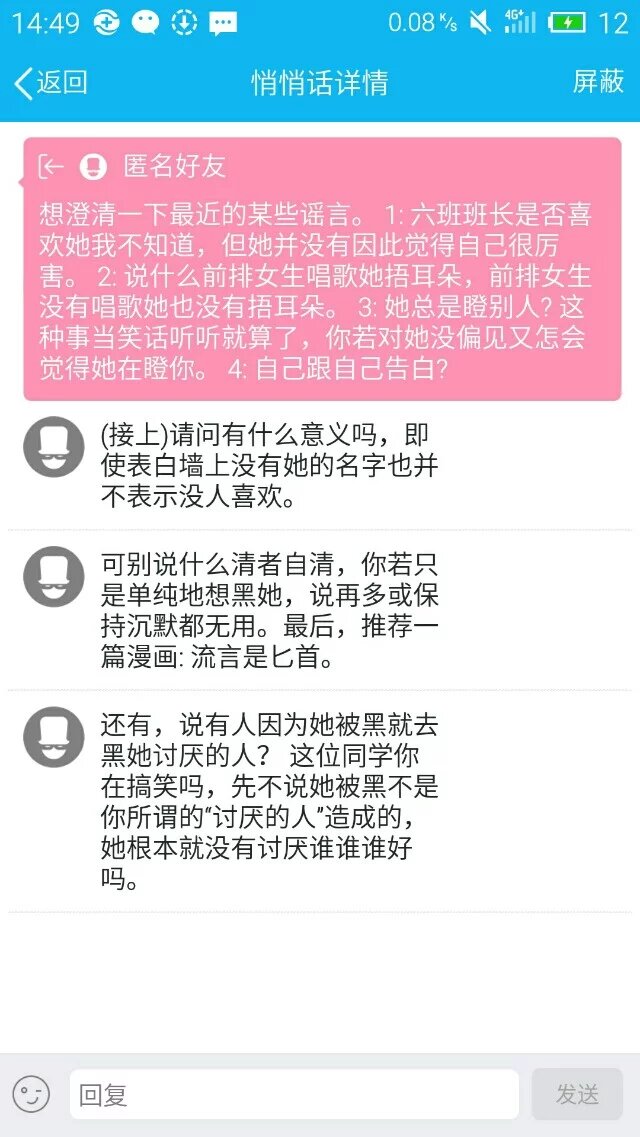 14:49
0.08 K/s
4G+
12
返回
悄悄话详情
屏蔽
匿名好友
想澄清一下最近的某些谣言。 1: 六班班长是否喜
欢她我不知道，但她并没有因此觉得自己很厉
害。 2: 说什么前排女生唱歌她捂耳朵，前排女生
没有唱歌她也没有捂耳朵。 3: 她总是瞪别人? 这
种事当笑话听听就算了，你若对她没偏见又怎会
觉得她在瞪你。 4: 自己跟自己告白?
(接上)请问有什么意义吗，即
使表白墙上没有她的名字也并
不表示没人喜欢。
可别说什么清者自清，你若只
是单纯地想黑她，说再多或保
持沉默都无用。最后，推荐一
篇漫画: 流言是匕首。
还有，说有人因为她被黑就去
黑她讨厌的人？ 这位同学你
在搞笑吗，先不说她被黑不是
你所谓的“讨厌的人”造成的，
她根本就没有讨厌谁谁谁好
吗。
回复
发送